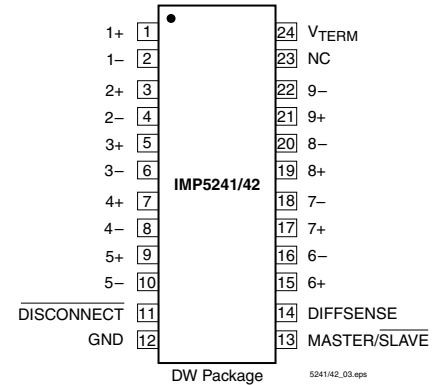 1+ 1 24 VTERM
1– 2 23 NC
2+ 3 22 9–
2– 4 21 9+
3+ 5 20 8–
3– 6 19 8+
IMP5241/42
4+ 7 18 7–
4– 8 17 7+
5+ 9 16 6–
5– 10 15 6+
DISCONNECT 11 14 DIFFSENSE
GND 12 13 MASTER/SLAVE
DW Package
5241/42_03.eps